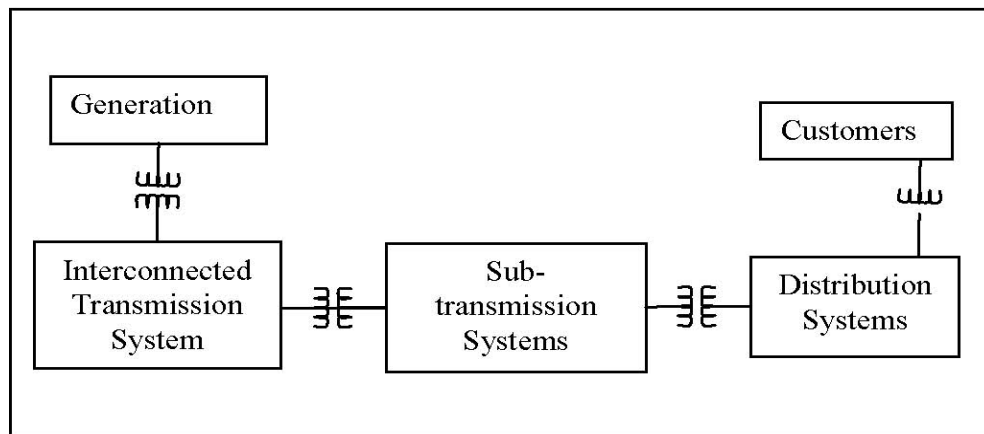 Generation
Customers
Interconnected
Transmission
System
Sub-
transmission
Systems
Distribution
Systems